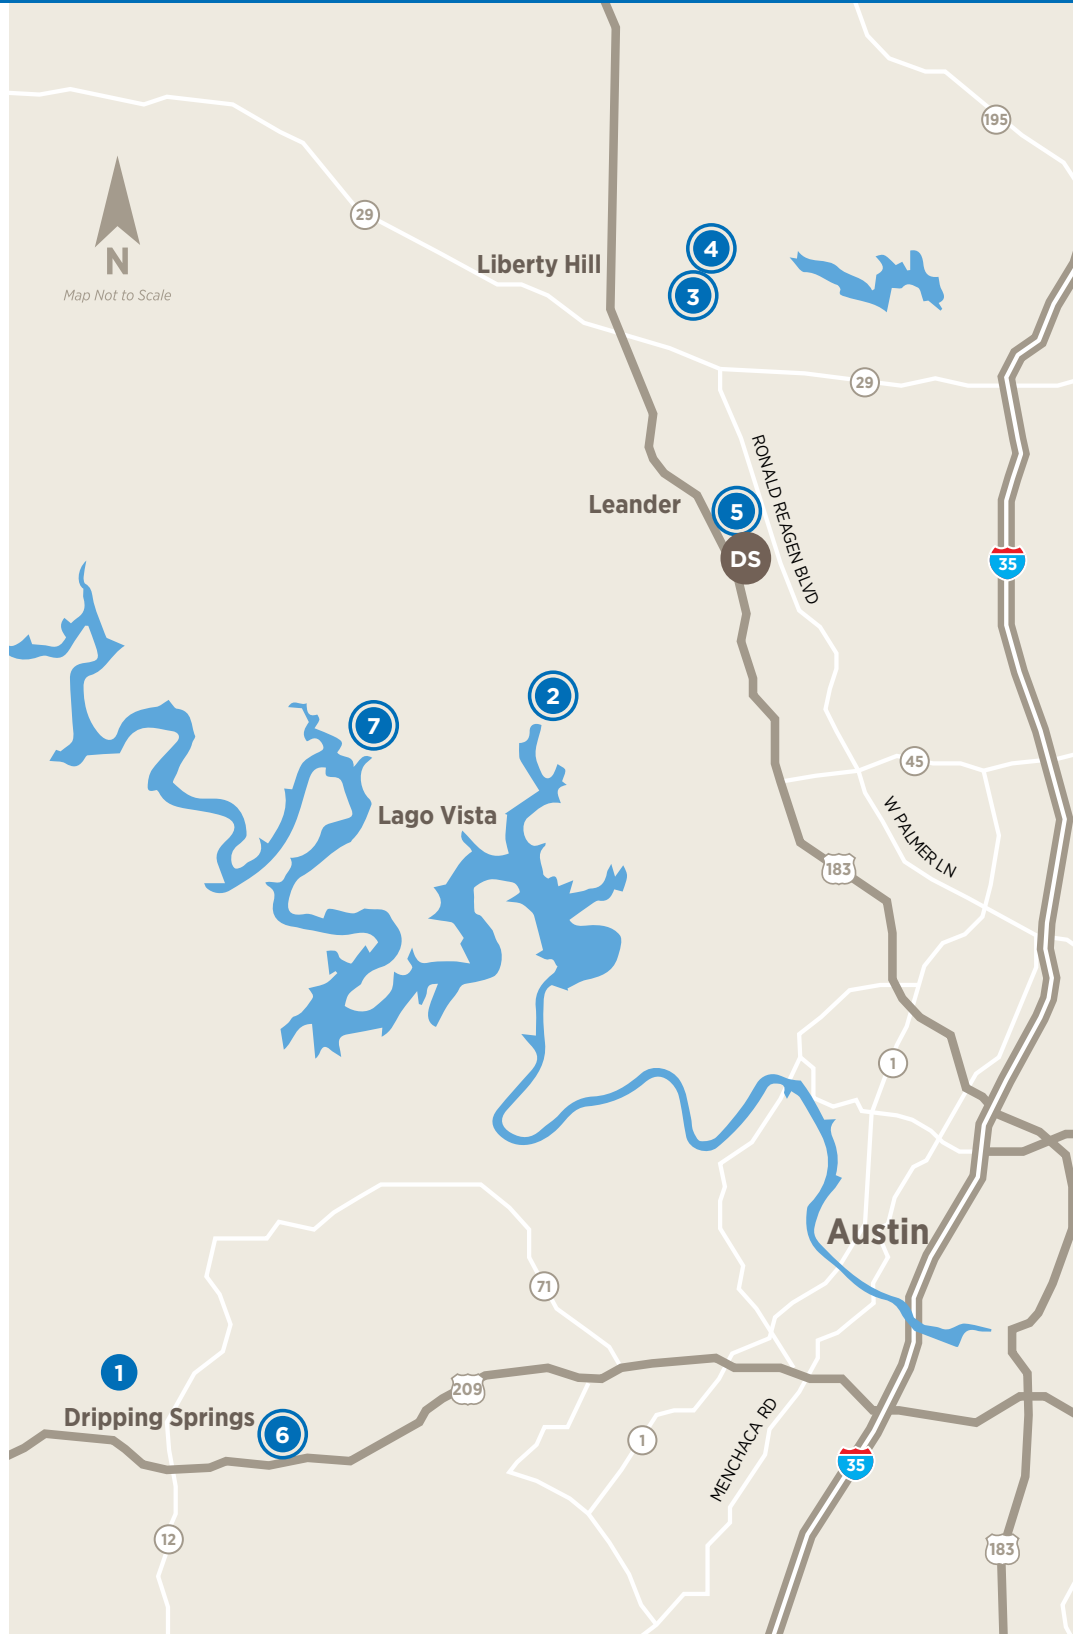 195
29
4
Liberty Hill
3
N
Map Not to Scale
29
RONALD REAGEN BLVD
Leander
5
DS
35
2
7
45
Lago Vista
W PALMER LN
183
1
Austin
71
1
209
Dripping Springs
6
MENCHACA RD
1
35
12
183